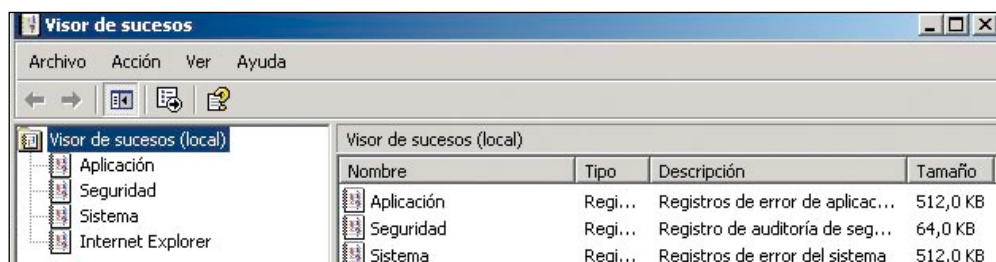 Visor de sucesos
Archivo Acción Ver Ayuda
Visor de sucesos (local)
Aplicación
Seguridad
Sistema
Internet Explorer
Visor de sucesos (local)
Nombre Tipo Descripción Tamaño
Aplicación Regi... Registros de error de aplicac... 512,0 KB
Seguridad Regi... Registro de auditoría de seg... 64,0 KB
Sistema Regi... Registros de error del sistema 512,0 KB